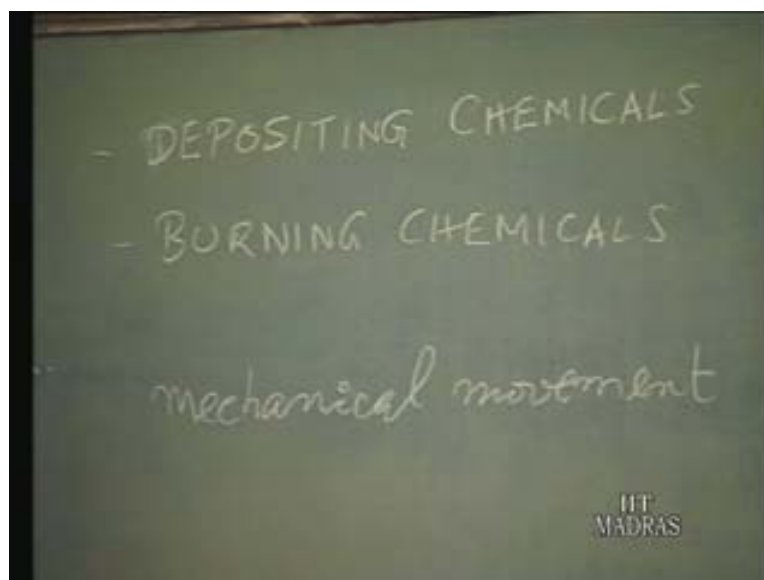 - DEPOSITING CHEMICALS
- BURNING CHEMICALS
mechanical movement
IIT
MADRAS